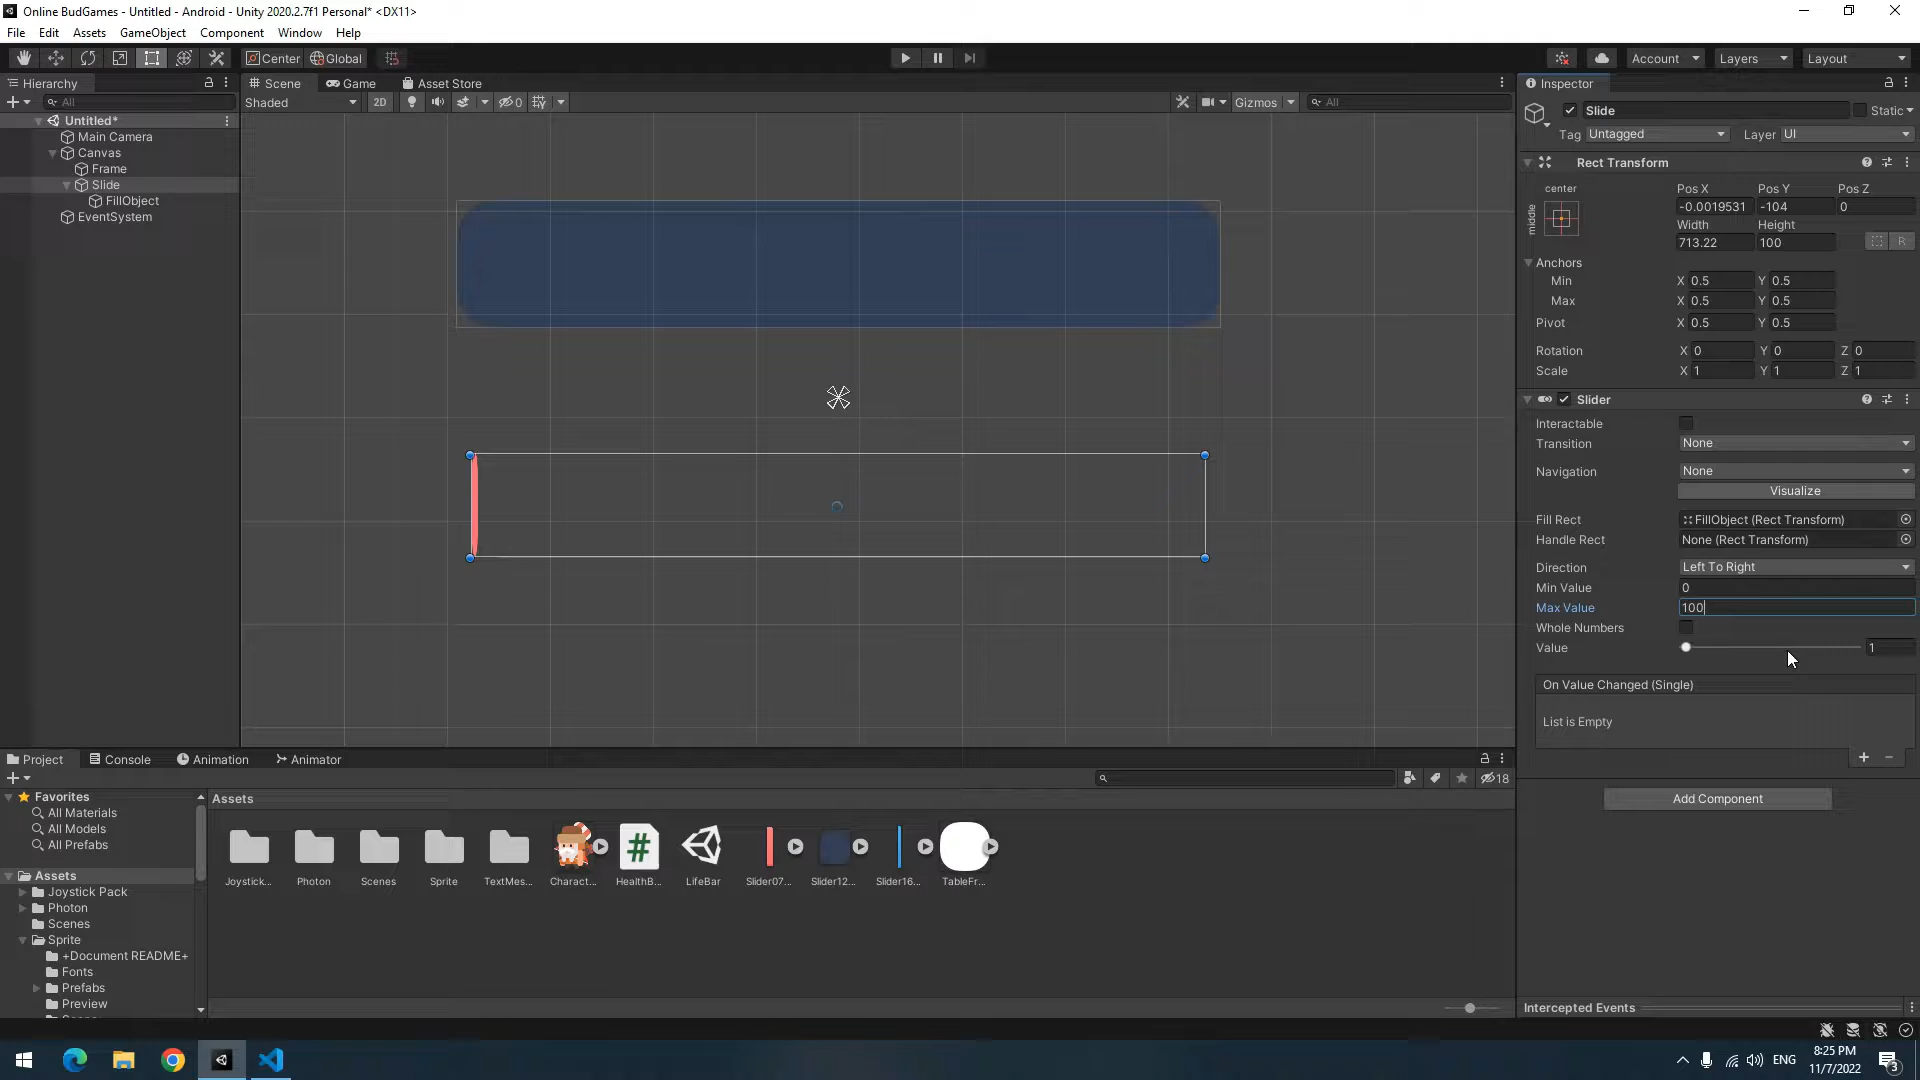 Online BudGames - Untitled - Android - Unity 2020.2.7f1 Personal* <DX11>
File Edit Assets GameObject Component Window Help
Center Global
Account Layers Layout
Hierarchy
All
Untitled*
Main Camera
Canvas
Frame
Slide
FillObject
EventSystem
Scene Game Asset Store
Shaded 2D 0 Gizmos All
Inspector
Slide Static
Tag Untagged Layer UI
Rect Transform
center
middle
Pos X Pos Y Pos Z
-0.0019531 -104 0
Width Height
713.22 100
R
Anchors
Min X 0.5 Y 0.5
Max X 0.5 Y 0.5
Pivot X 0.5 Y 0.5
Rotation X 0 Y 0 Z 0
Scale X 1 Y 1 Z 1
Slider
Interactable
Transition None
Navigation None
Visualize
Fill Rect FillObject (Rect Transform)
Handle Rect None (Rect Transform)
Direction Left To Right
Min Value 0
Max Value 100
Whole Numbers
Value 1
On Value Changed (Single)
List is Empty
+ -
Add Component
Intercepted Events
Project Console Animation Animator
18
Favorites
All Materials
All Models
All Prefabs
Assets
Joystick Pack
Photon
Scenes
Sprite
+Document README+
Fonts
Prefabs
Preview
Assets
Joystick... Photon Scenes Sprite TextMes... Charact... HealthB... LifeBar Slider07... Slider12... Slider16... TableFr...
ENG
8:25 PM
11/7/2022
3